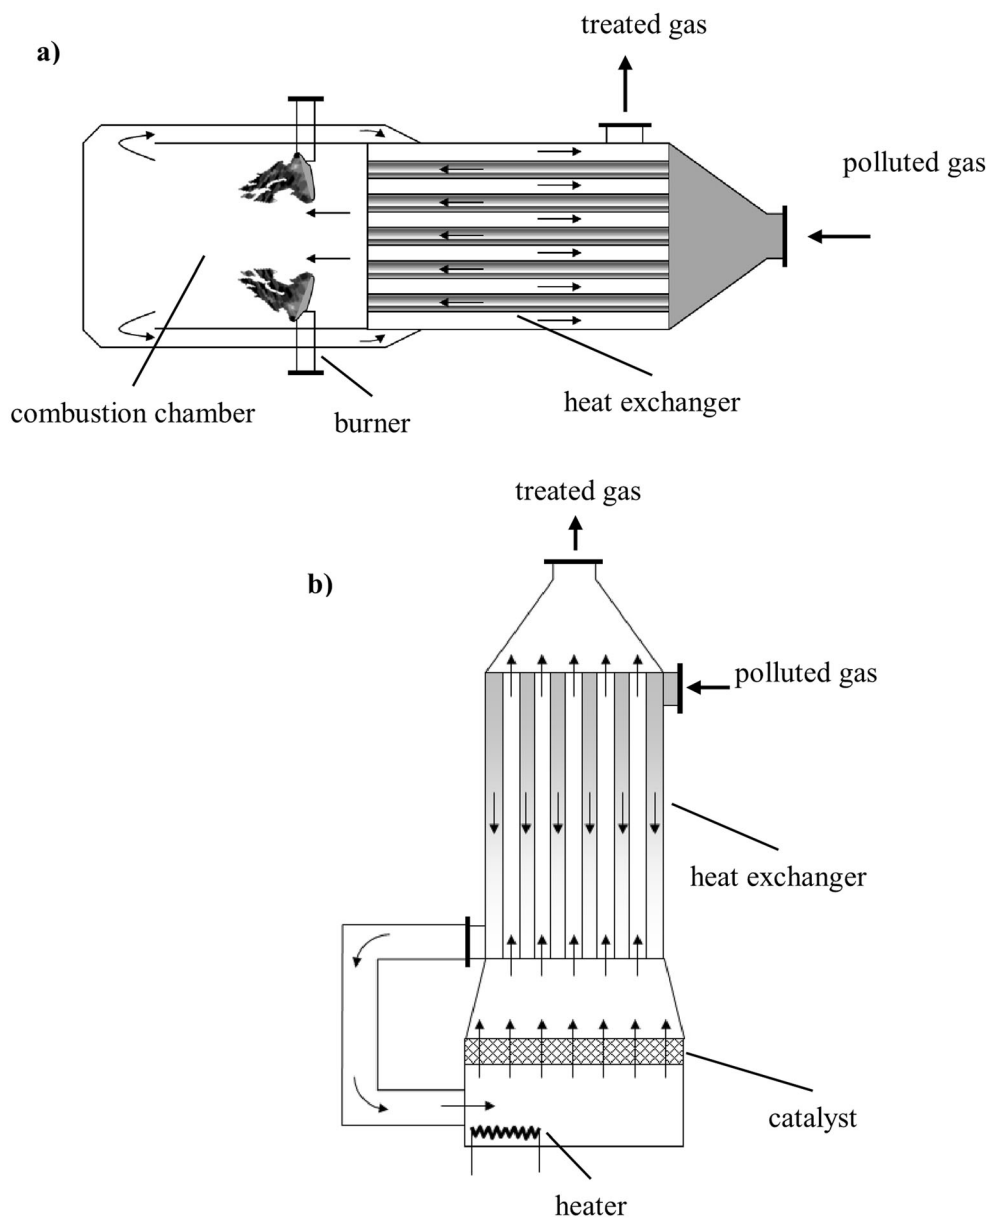 treated gas
a)
polluted gas
heat exchanger
combustion chamber
burner
treated gas
b)
polluted gas
heat exchanger
catalyst
heater